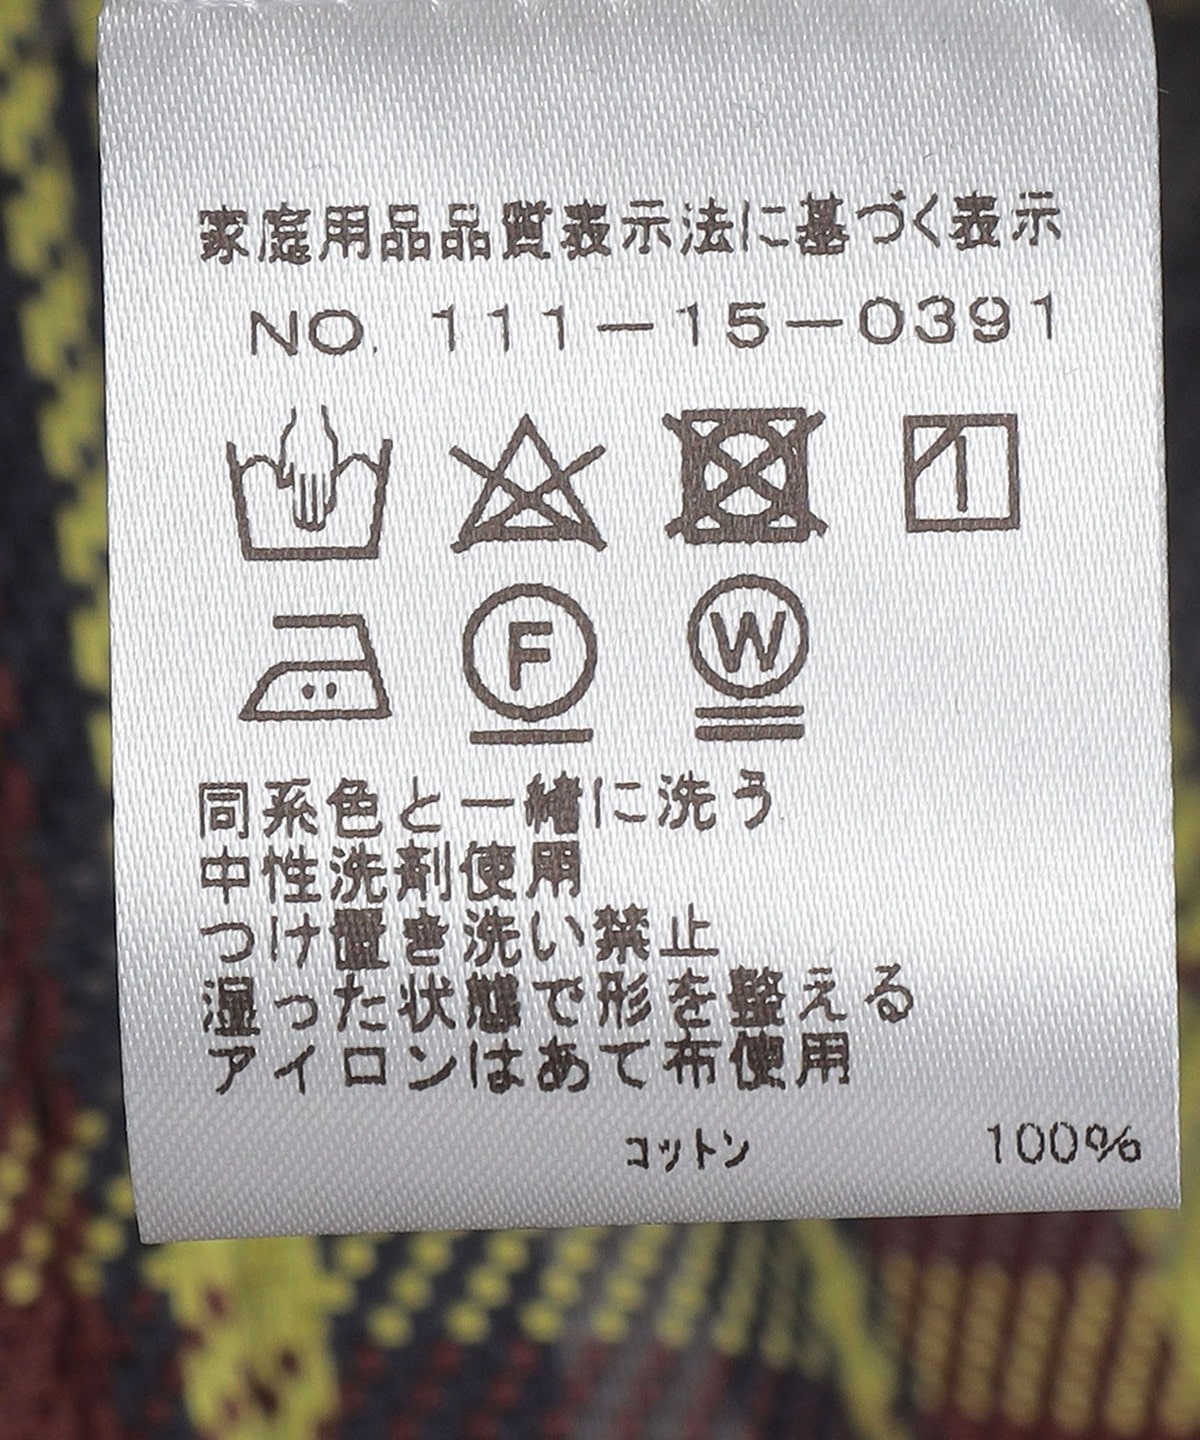 家庭用品品質表示法に基づく表示
NO. 111-15-0391
F
W
同系色と一緒に洗う
中性洗剤使用
つけ置き洗い禁止
湿った状態で形を整える
アイロンはあて布使用
コットン 100%